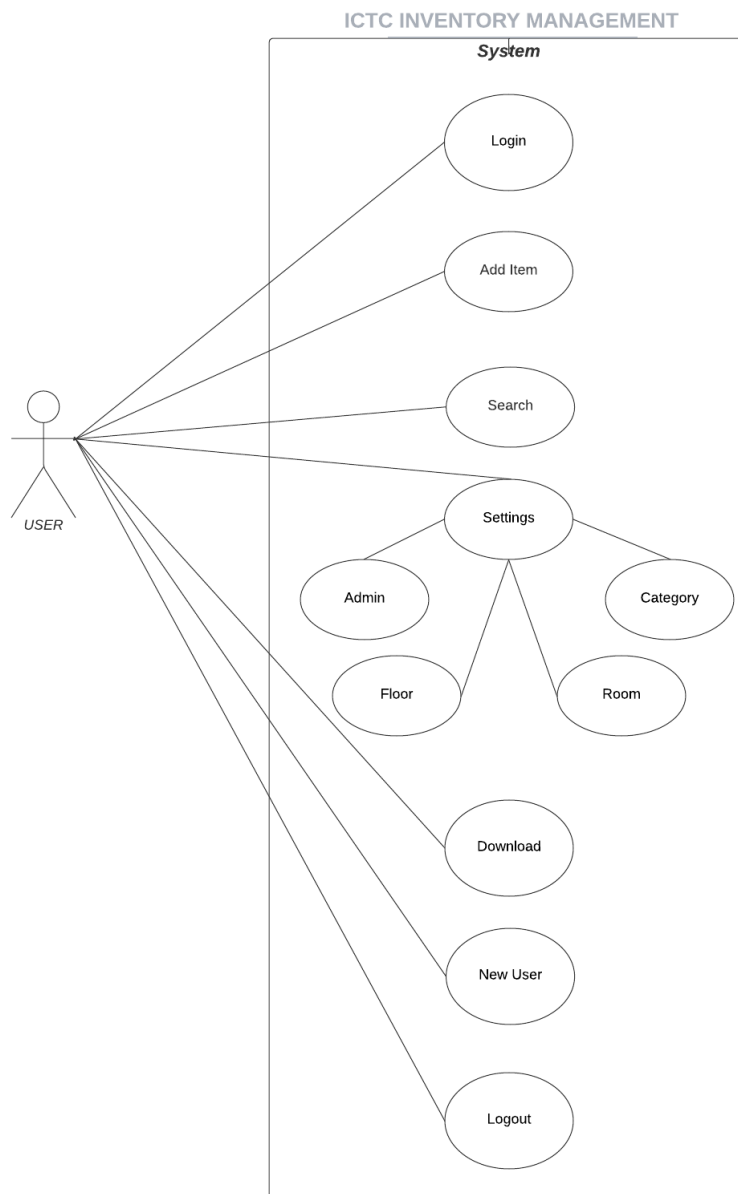 ICTC INVENTORY MANAGEMENT
System
Login
Add Item
Search
USER
Settings
Admin
Category
Floor
Room
Download
New User
Logout